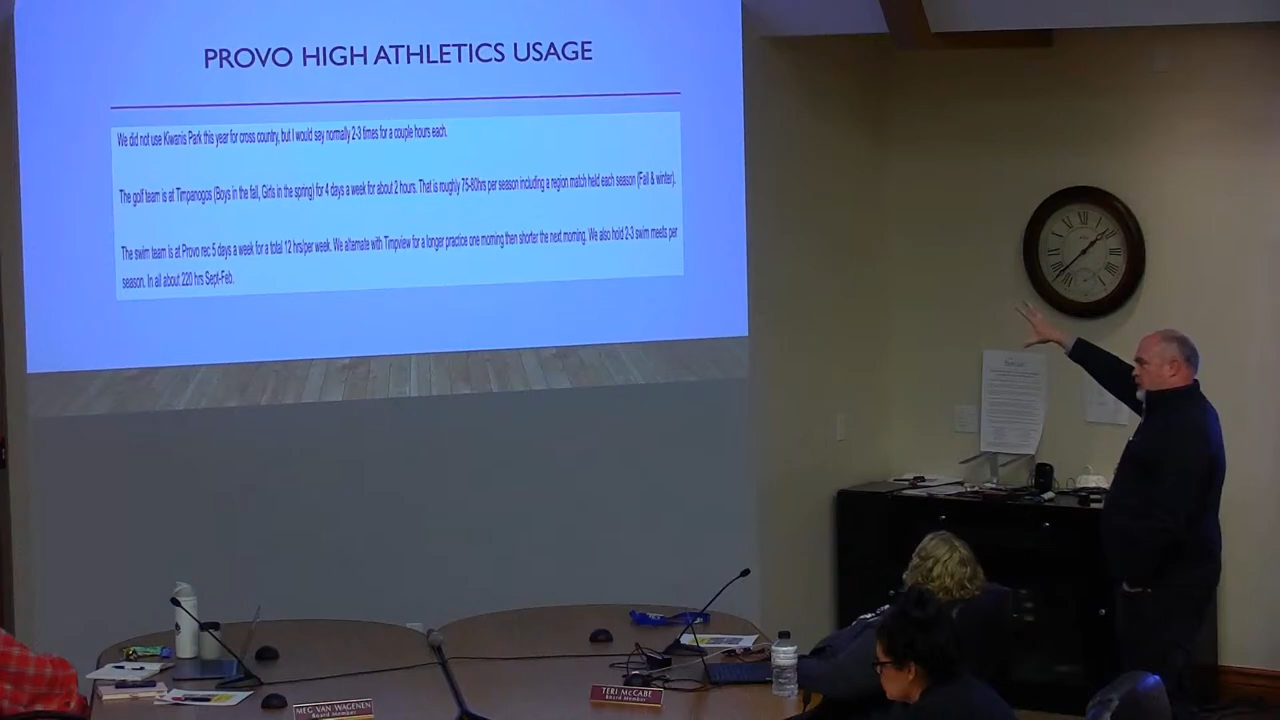 PROVO HIGH ATHLETICS USAGE
We did not use Kiwanis Park this year for cross country, but I would say normally 2-3 times for a couple hours each.
The golf team is at Timpanogos (Boys in the fall, Girls in the spring) for 4 days a week for about 2 hours. That is roughly 75-80hrs per season including a region match held each season (Fall & winter).
The swim team is at Provo rec 5 days a week for a total 12 hrs/per week. We alternate with Timpview for a longer practice one morning then shorter the next morning. We also hold 2-3 swim meets per
season. In all about 220 hrs Sept-Feb.
MEG VAN WAGENEN
Board Member
TERI McCABE
Board Member